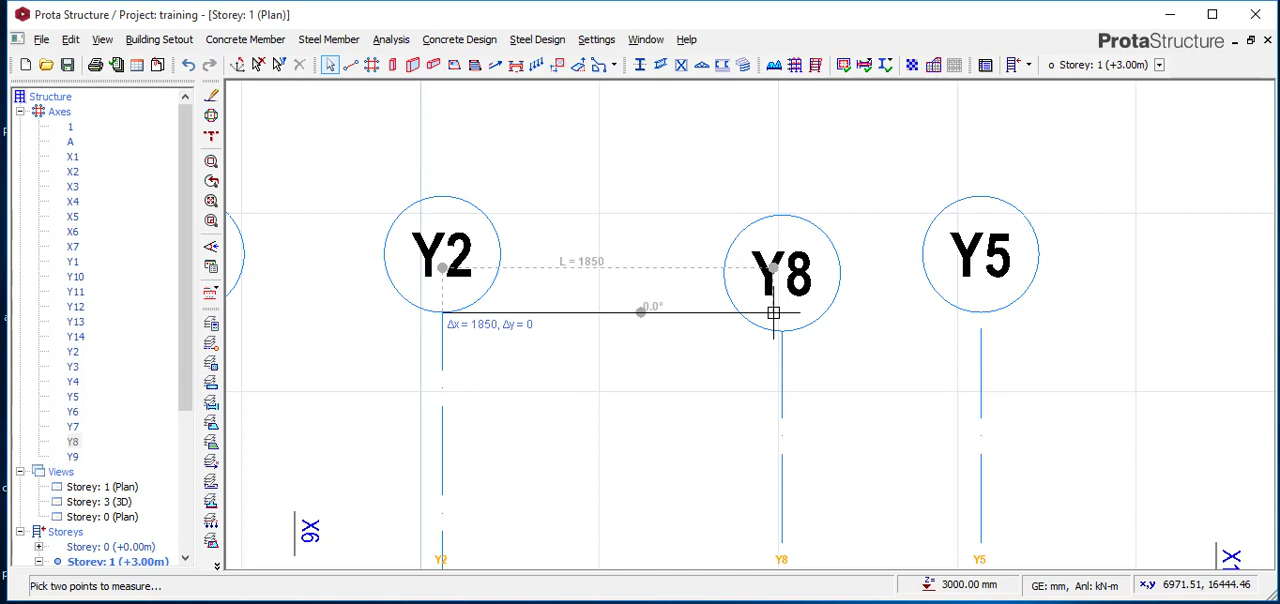 Prota Structure / Project: training - [Storey: 1 (Plan)]
File Edit View Building Setout Concrete Member Steel Member Analysis Concrete Design Steel Design Settings Window Help
ProtaStructure
Storey: 1 (+3.00m)
Structure
Axes
1
A
X1
X2
X3
X4
X5
X6
X7
Y1
Y10
Y11
Y12
Y13
Y14
Y2
Y3
Y4
Y5
Y6
Y7
Y8
Y9
Views
Storey: 1 (Plan)
Storey: 3 (3D)
Storey: 0 (Plan)
Storeys
Storey: 0 (+0.00m)
Storey: 1 (+3.00m)
Y2 Y8 Y5
L = 1850
0.0°
Δx = 1850, Δy = 0
X6
Y2 Y8 Y5
Pick two points to measure...
Z= 3000.00 mm
GE: mm, Anl: kN-m
x,y 6971.51, 16444.46